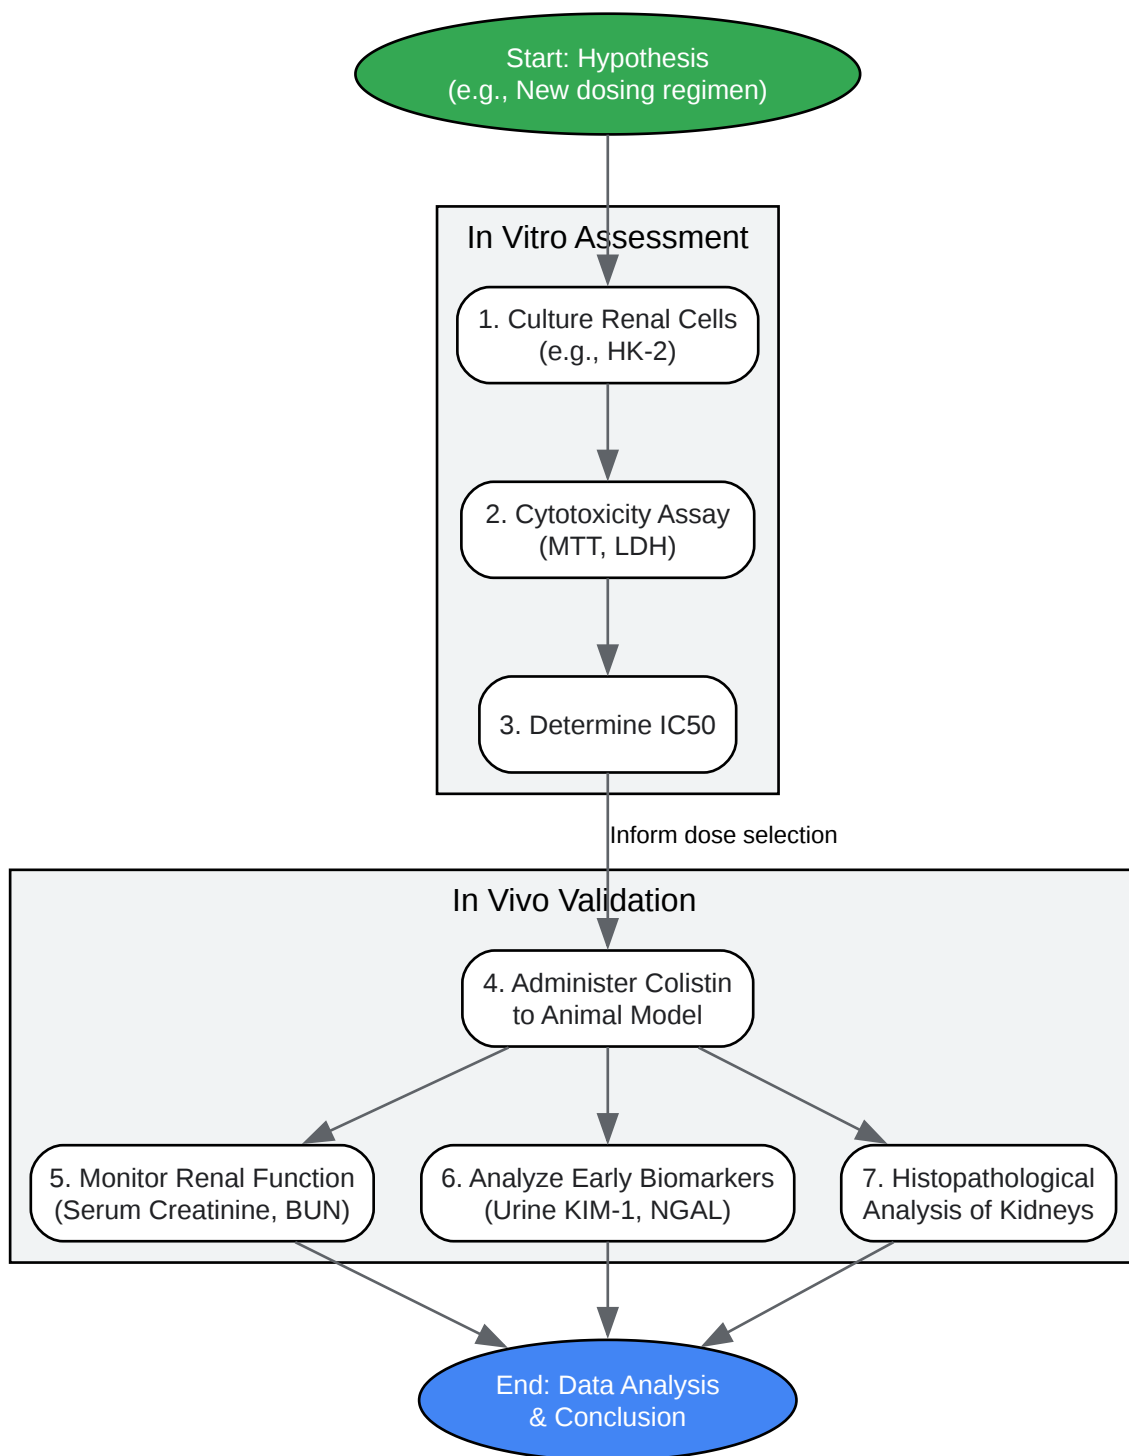 Start: Hypothesis
(e.g., New dosing regimen)
In Vitro Assessment
1. Culture Renal Cells
(e.g., HK-2)
2. Cytotoxicity Assay
(MTT, LDH)
3. Determine IC50
Inform dose selection
In Vivo Validation
4. Administer Colistin
to Animal Model
5. Monitor Renal Function
(Serum Creatinine, BUN)
6. Analyze Early Biomarkers
(Urine KIM-1, NGAL)
7. Histopathological
Analysis of Kidneys
End: Data Analysis
& Conclusion